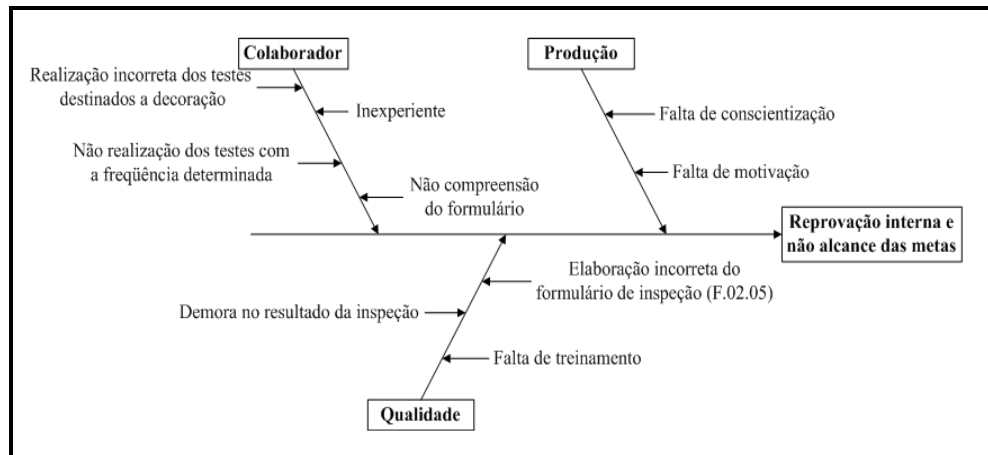 Colaborador
Produção
Realização incorreta dos testes
destinados a decoração
Inexperiente
Falta de conscientização
Não realização dos testes com
a freqüência determinada
Falta de motivação
Não compreensão
do formulário
Reprovação interna e
não alcance das metas
Elaboração incorreta do
formulário de inspeção (F.02.05)
Demora no resultado da inspeção
Falta de treinamento
Qualidade